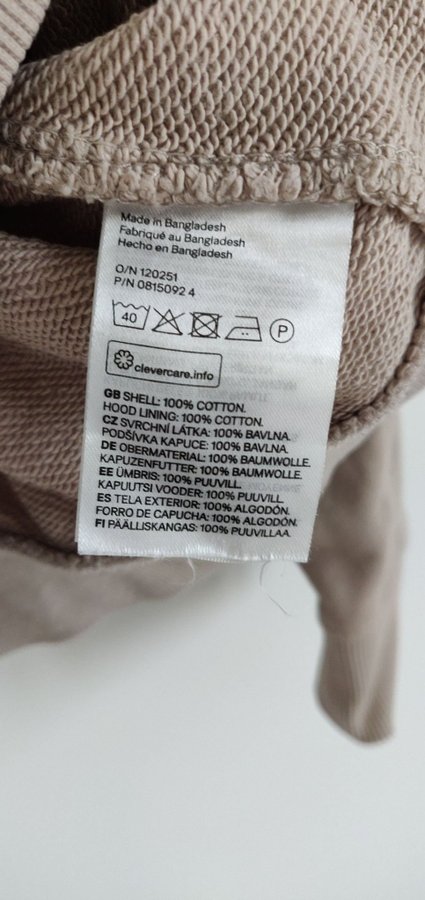 Made in Bangladesh
Fabriqué au Bangladesh
Hecho en Bangladesh
O/N 120251
P/N 0815092 4
40 P
clevercare.info
GB SHELL: 100% COTTON.
HOOD LINING: 100% COTTON.
CZ SVRCHNÍ LÁTKA: 100% BAVLNA.
PODŠÍVKA KAPUCE: 100% BAVLNA.
DE OBERMATERIAL: 100% BAUMWOLLE.
KAPUZENFUTTER: 100% BAUMWOLLE.
EE ÜMBRIS: 100% PUUVILL.
KAPUUTSI VOODER: 100% PUUVILL.
ES TELA EXTERIOR: 100% ALGODÓN.
FORRO DE CAPUCHA: 100% ALGODÓN.
FI PÄÄLLISKANGAS: 100% PUUVILLAA.